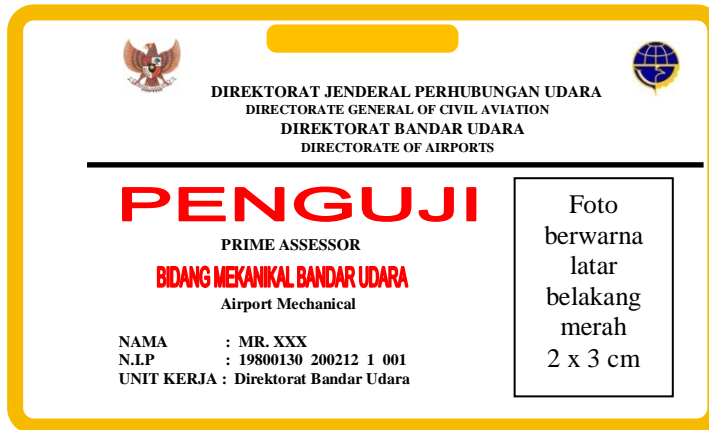 DIREKTORAT JENDERAL PERHUBUNGAN UDARA
DIRECTORATE GENERAL OF CIVIL AVIATION
DIREKTORAT BANDAR UDARA
DIRECTORATE OF AIRPORTS
PENGUJI
PRIME ASSESSOR
BIDANG MEKANIKAL BANDAR UDARA
Airport Mechanical
NAMA : MR. XXX
N.I.P : 19800130 200212 1 001
UNIT KERJA : Direktorat Bandar Udara
Foto
berwarna
latar
belakang
merah
2 x 3 cm